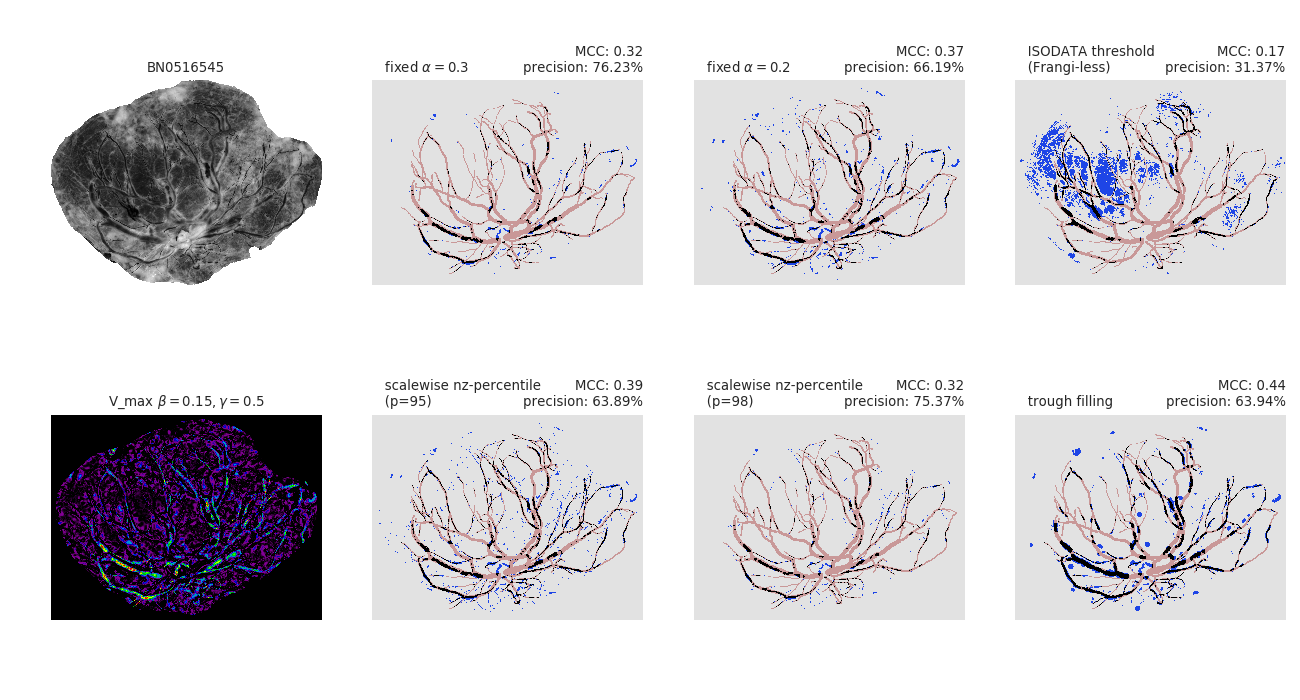 BN0516545
MCC: 0.32
fixed α = 0.3 precision: 76.23%
MCC: 0.37
fixed α = 0.2 precision: 66.19%
ISODATA threshold MCC: 0.17
(Frangi-less) precision: 31.37%
V_max β = 0.15, γ = 0.5
scalewise nz-percentile MCC: 0.39
(p=95) precision: 63.89%
scalewise nz-percentile MCC: 0.32
(p=98) precision: 75.37%
MCC: 0.44
trough filling precision: 63.94%